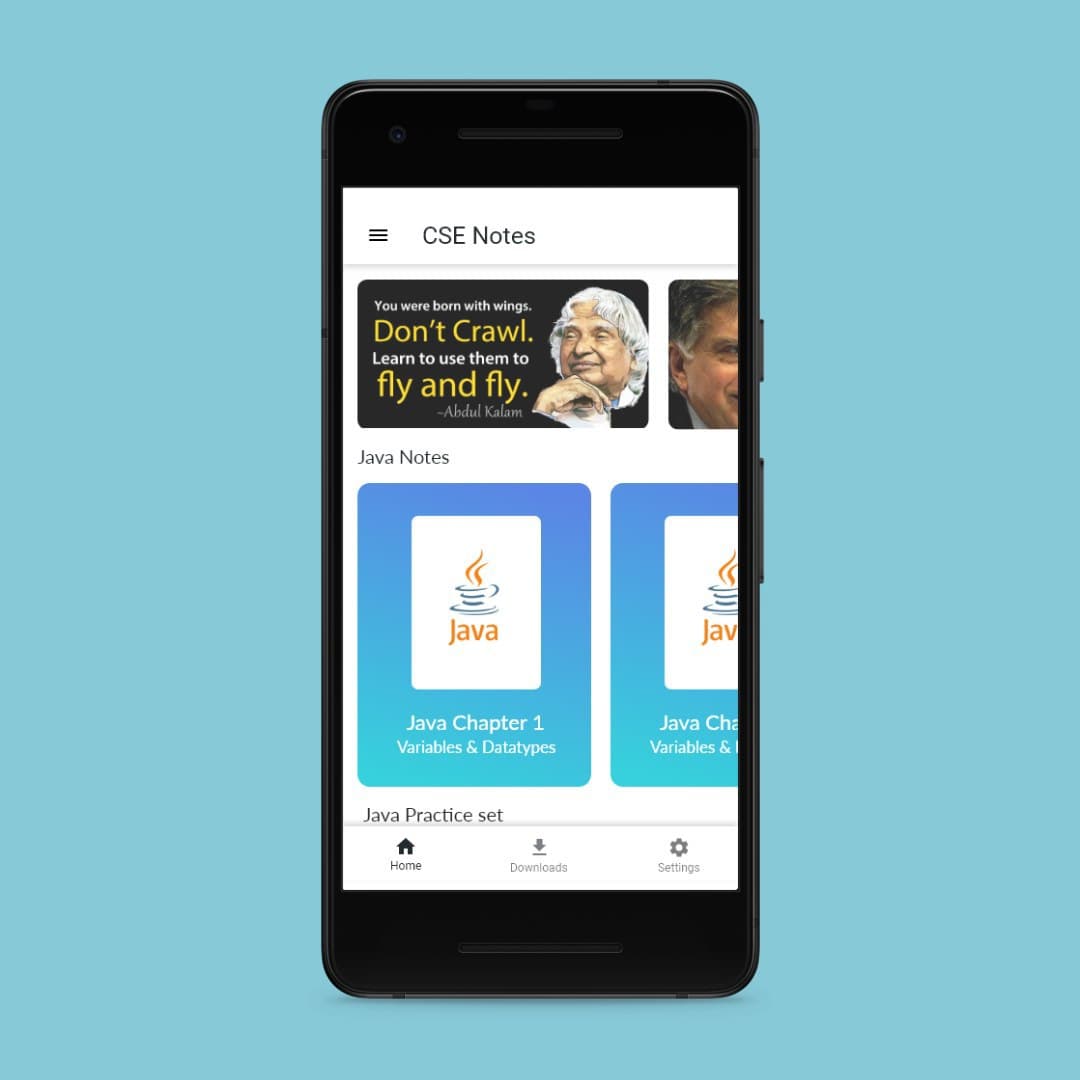 CSE Notes
You were born with wings.
Don't Crawl.
Learn to use them to
fly and fly.
~Abdul Kalam
Java Notes
Java
Java Chapter 1
Variables & Datatypes
Jav
Java Cha
Variables &
Java Practice set
Home
Downloads
Settings